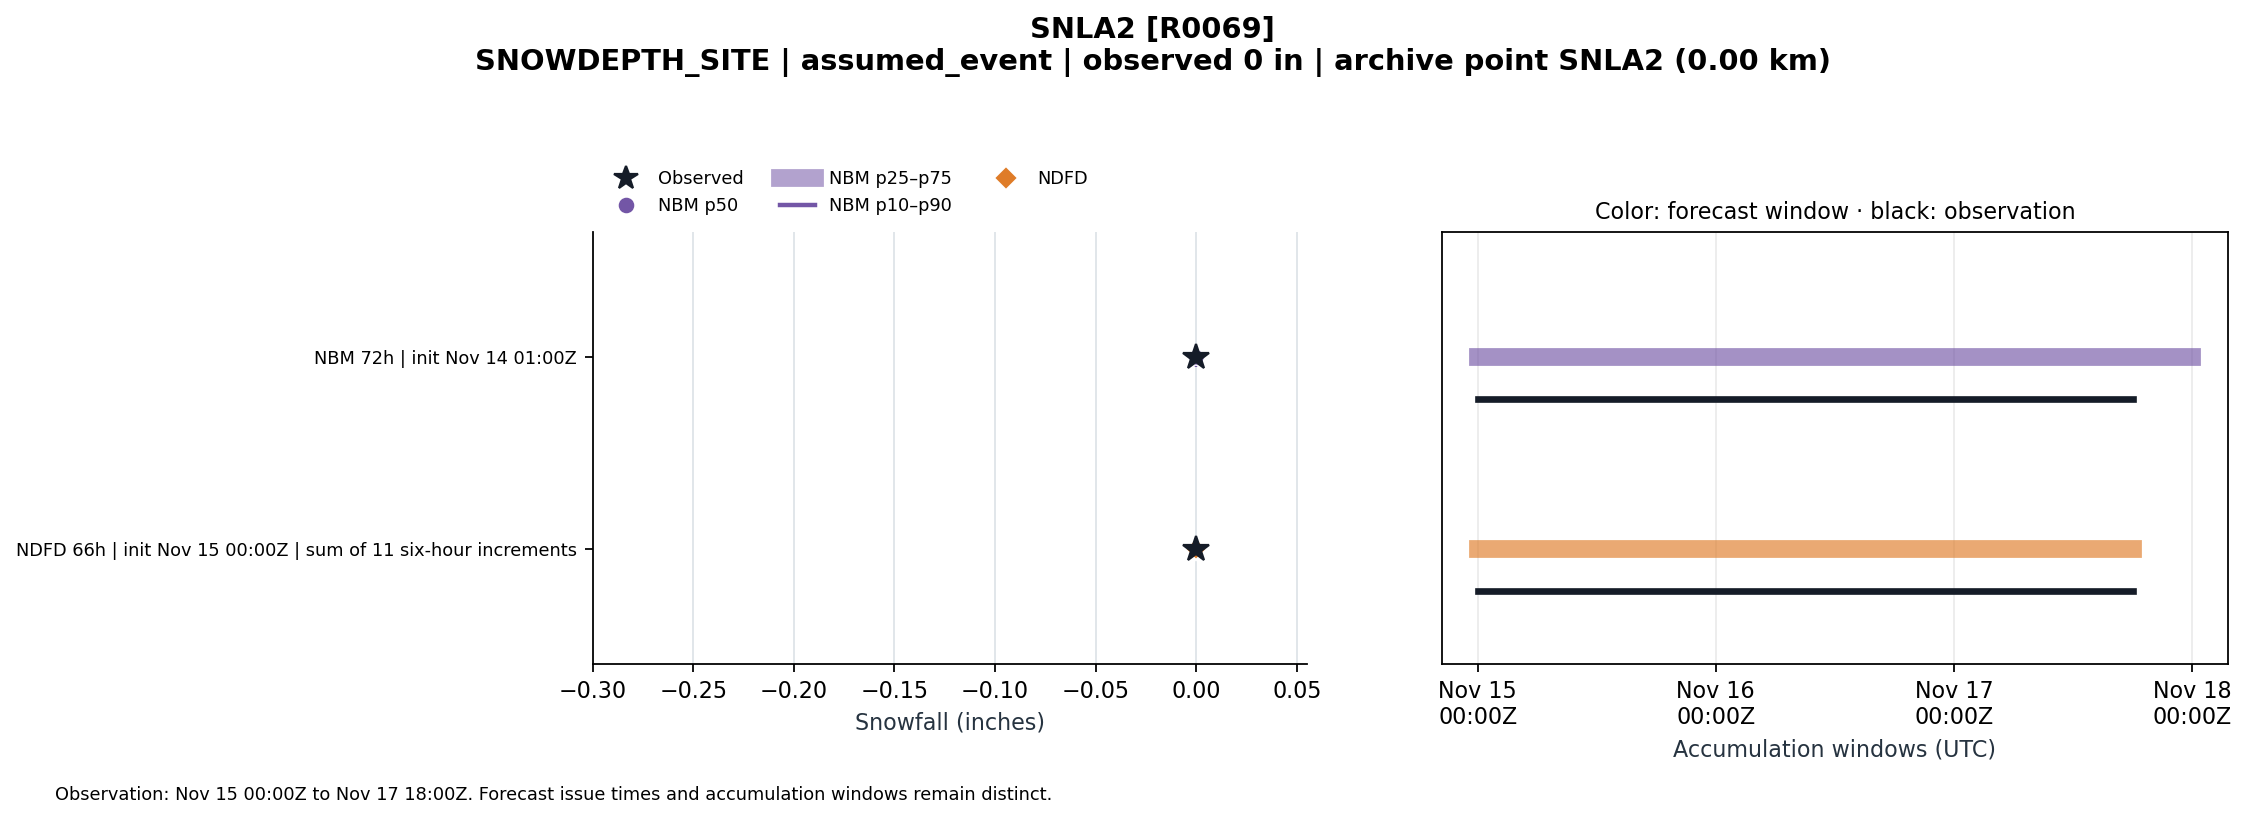 SNLA2 [R0069]
SNOWDEPTH_SITE | assumed_event | observed 0 in | archive point SNLA2 (0.00 km)
Observed
NBM p50
NBM p25–p75
NBM p10–p90
NDFD
NBM 72h | init Nov 14 01:00Z
NDFD 66h | init Nov 15 00:00Z | sum of 11 six-hour increments
−0.30 −0.25 −0.20 −0.15 −0.10 −0.05 0.00 0.05
Snowfall (inches)
Color: forecast window · black: observation
Nov 15 Nov 16 Nov 17 Nov 18
00:00Z 00:00Z 00:00Z 00:00Z
Accumulation windows (UTC)
Observation: Nov 15 00:00Z to Nov 17 18:00Z. Forecast issue times and accumulation windows remain distinct.